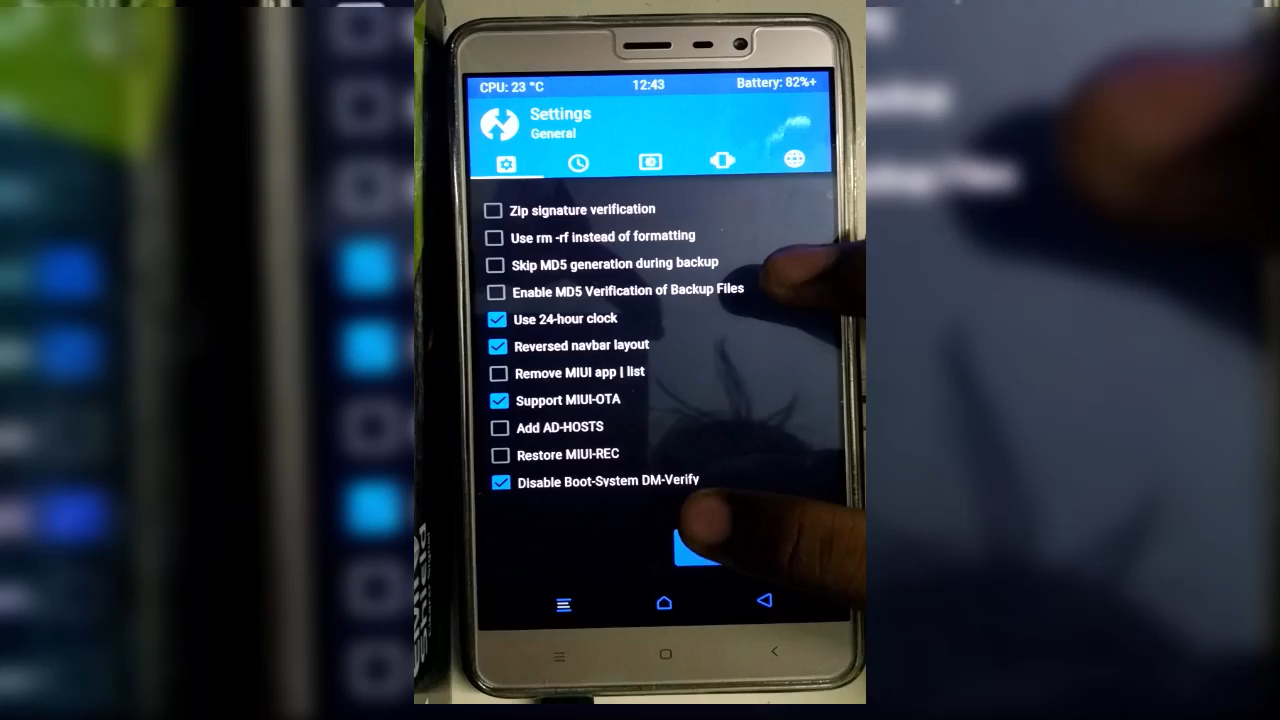 CPU: 23 °C 12:43 Battery: 82%+
Settings
General
Zip signature verification
Use rm -rf instead of formatting
Skip MD5 generation during backup
Enable MD5 Verification of Backup Files
Use 24-hour clock
Reversed navbar layout
Remove MIUI app | list
Support MIUI-OTA
Add AD-HOSTS
Restore MIUI-REC
Disable Boot-System DM-Verify